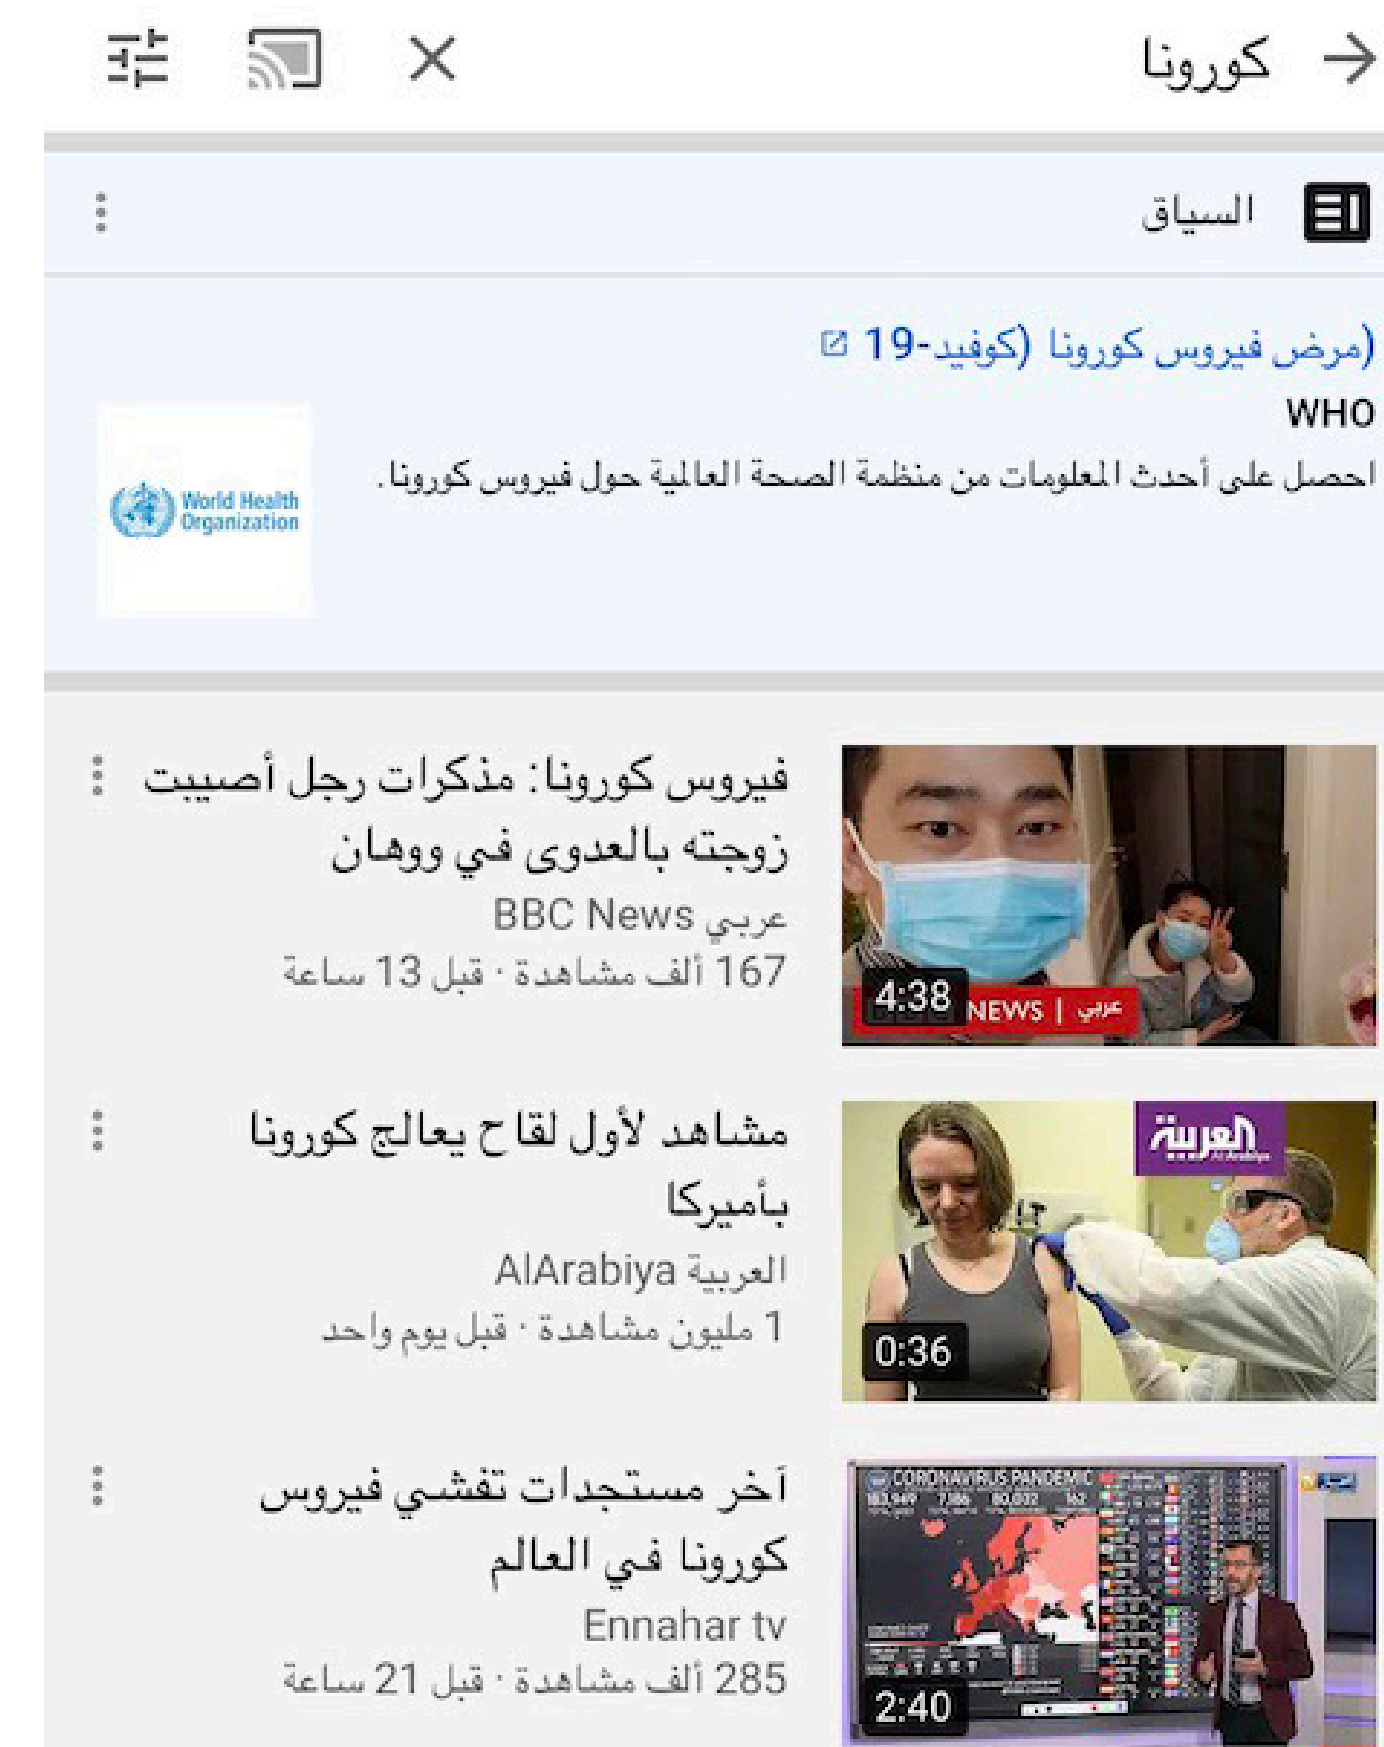 كورونا
السياق
(مرض فيروس كورونا (كوفيد-19
WHO
احصل على أحدث المعلومات من منظمة الصحة العالمية حول فيروس كورونا.
World Health
Organization
فيروس كورونا: مذكرات رجل أصيبت
زوجته بالعدوى في ووهان
عربي BBC News
167 ألف مشاهدة · قبل 13 ساعة
4:38
NEWS | عربي
مشاهد لأول لقاح يعالج كورونا
بأميركا
العربية AlArabiya
1 مليون مشاهدة · قبل يوم واحد
العربية
Al Arabiya
0:36
آخر مستجدات تفشي فيروس
كورونا في العالم
Ennahar tv
285 ألف مشاهدة · قبل 21 ساعة
CORONAVIRUS PANDEMIC
2:40